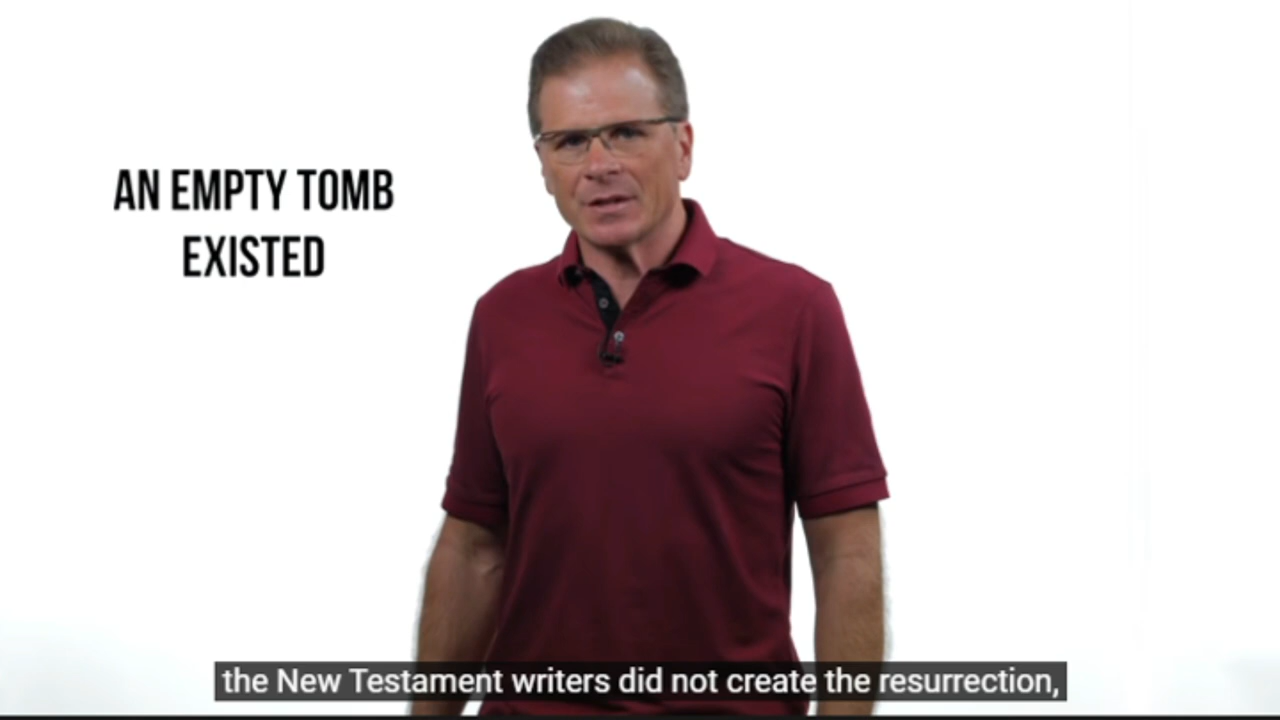 AN EMPTY TOMB
EXISTED
the New Testament writers did not create the resurrection,